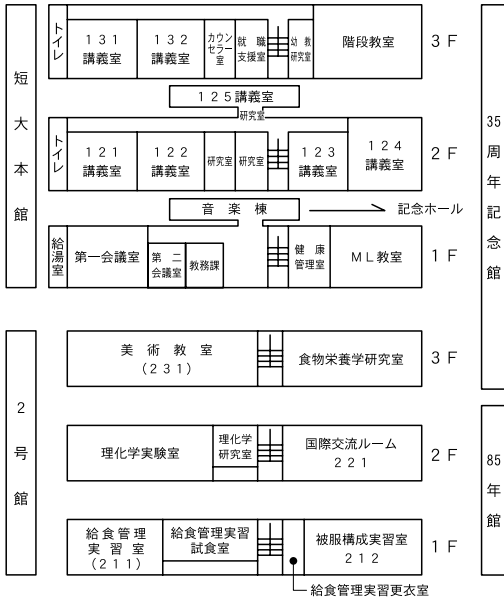 短大本館
トイレ
131
講義室
132
講義室
カウン
セラー
室
就職
支援室
幼教
研究室
階段教室
3F
125講義室
研究室
トイレ
121
講義室
122
講義室
研究室
研究室
123
講義室
124
講義室
2F
音楽棟
記念ホール
給湯室
第一会議室
第二
会議室
教務課
健康
管理室
ML教室
1F
35周年記念館
2号館
美術教室
(231)
食物栄養学研究室
3F
理化学実験室
理化学
研究室
国際交流ルーム
221
2F
給食管理
実習室
(211)
給食管理実習
試食室
被服構成実習室
212
1F
給食管理実習更衣室
85年館